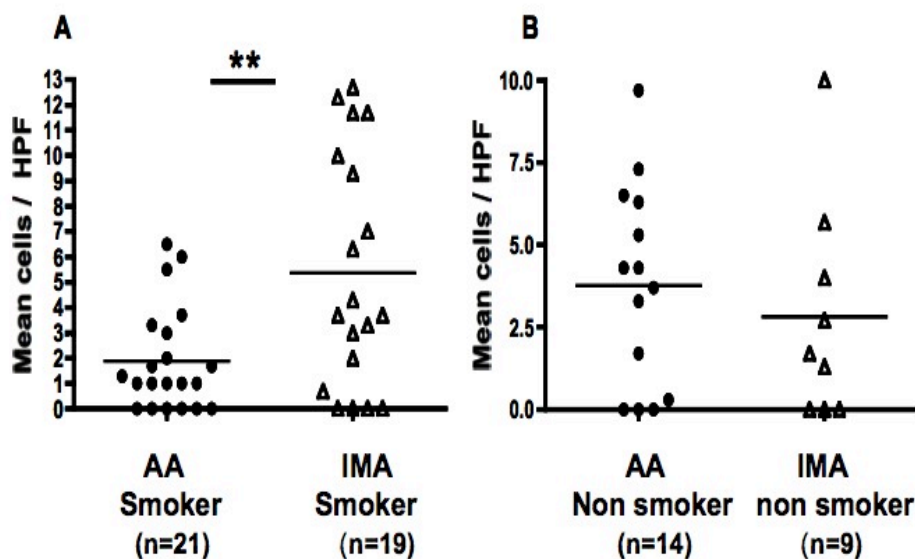 A
B
**
Mean cells / HPF
13
12
11
10
9
8
7
6
5
4
3
2
1
0
AA
Smoker
(n=21)
IMA
Smoker
(n=19)
Mean cells / HPF
10.0
7.5
5.0
2.5
0.0
AA
Non smoker
(n=14)
IMA
non smoker
(n=9)